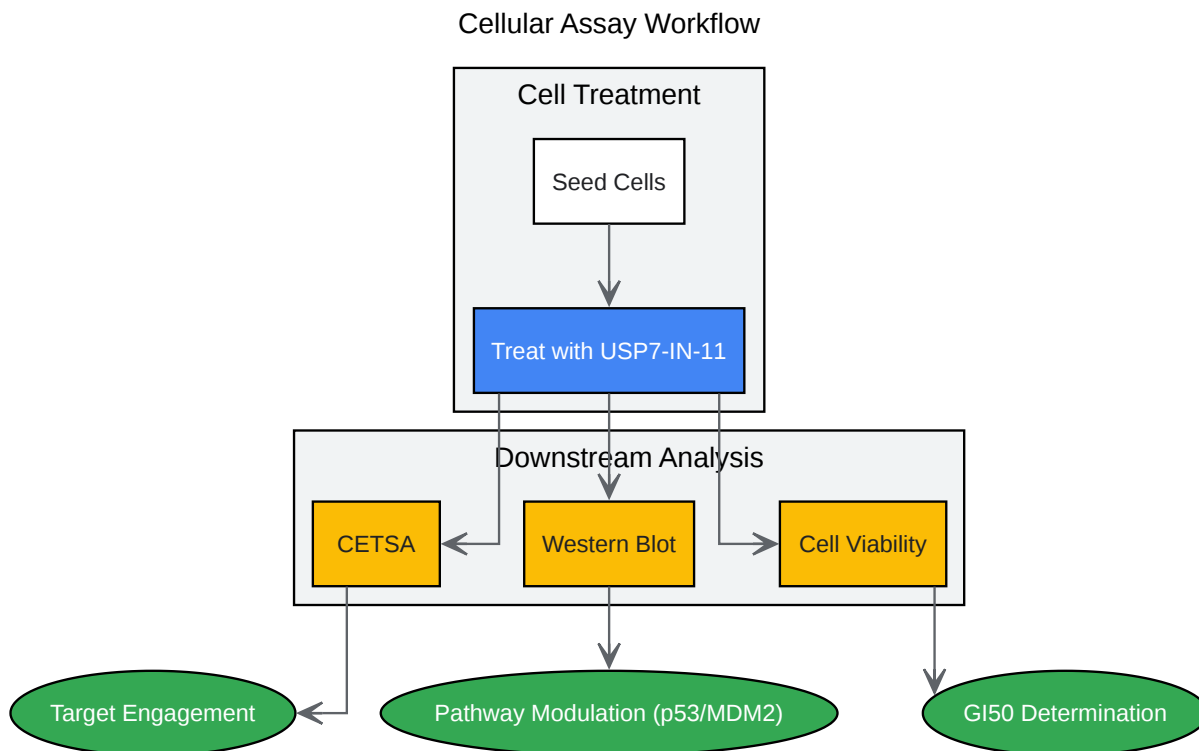 Cellular Assay Workflow
Cell Treatment
Seed Cells
Treat with USP7-IN-11
Downstream Analysis
CETSA
Western Blot
Cell Viability
Target Engagement
Pathway Modulation (p53/MDM2)
GI50 Determination